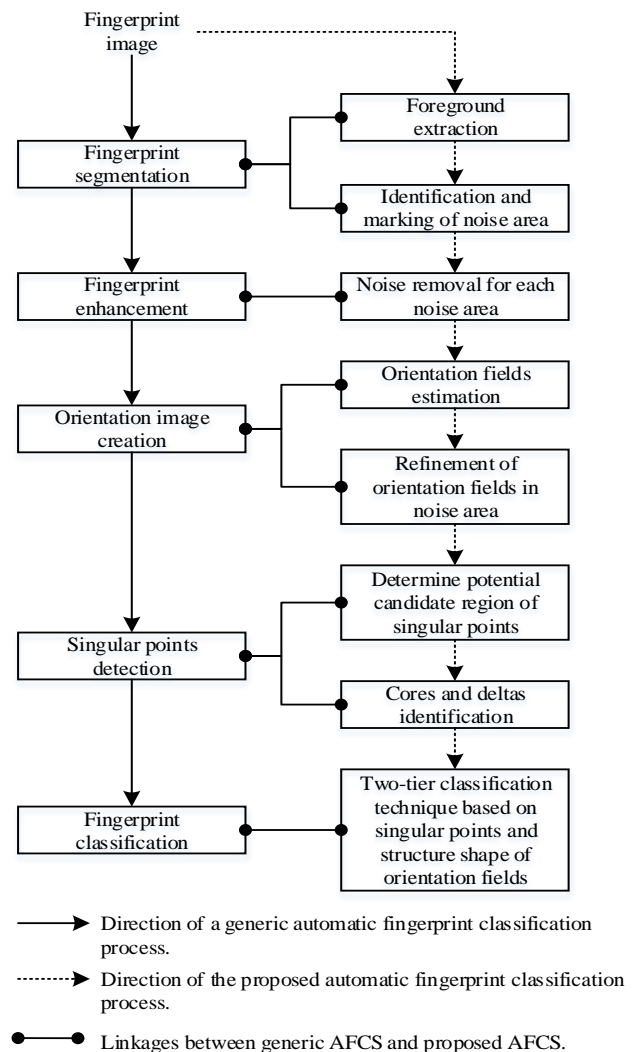 Fingerprint
image
Foreground
extraction
Fingerprint
segmentation
Identification and
marking of noise area
Fingerprint
enhancement
Noise removal for each
noise area
Orientation fields
estimation
Orientation image
creation
Refinement of
orientation fields in
noise area
Determine potential
candidate region of
singular points
Singular points
detection
Cores and deltas
identification
Two-tier classification
technique based on
singular points and
structure shape of
orientation fields
Fingerprint
classification
Direction of a generic automatic fingerprint classification
process.
Direction of the proposed automatic fingerprint classification
process.
Linkages between generic AFCS and proposed AFCS.